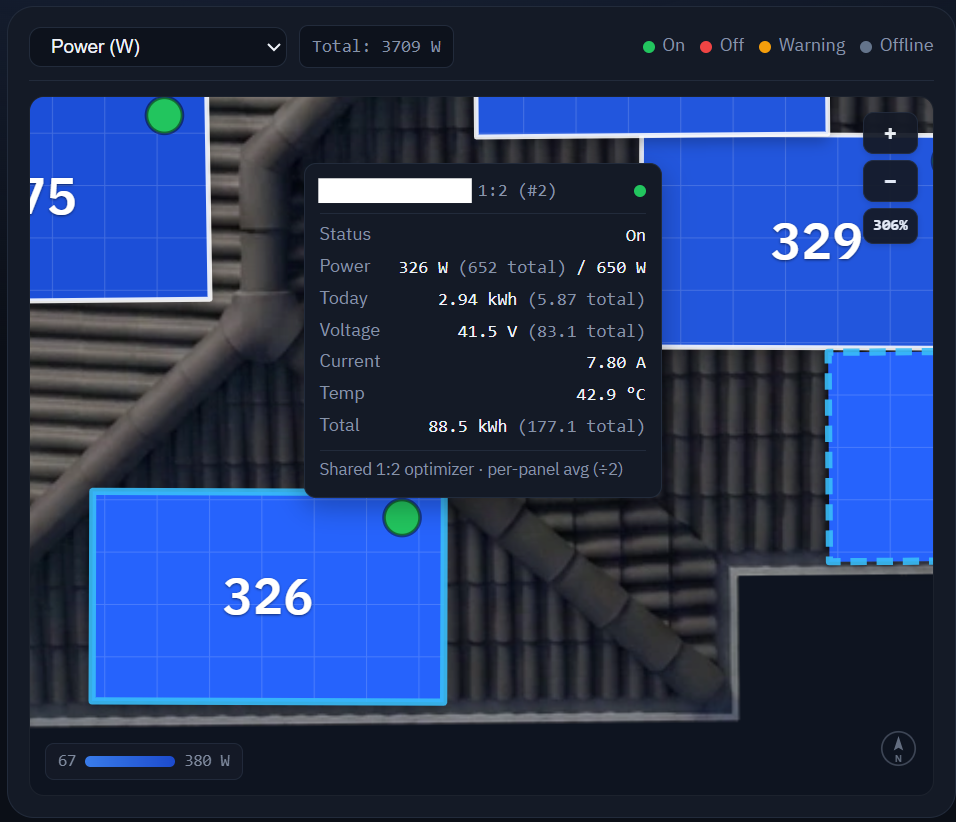 Power (W)
Total: 3709 W
On
Off
Warning
Offline
75
+
−
306%
329
1:2 (#2)
Status On
Power 326 W (652 total) / 650 W
Today 2.94 kWh (5.87 total)
Voltage 41.5 V (83.1 total)
Current 7.80 A
Temp 42.9 °C
Total 88.5 kWh (177.1 total)
Shared 1:2 optimizer · per-panel avg (÷2)
326
67 380 W
N